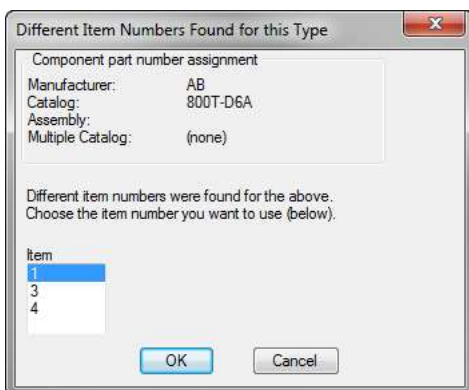 Different Item Numbers Found for this Type
Component part number assignment
Manufacturer: AB
Catalog: 800T-D6A
Assembly:
Multiple Catalog: (none)
Different item numbers were found for the above.
Choose the item number you want to use (below).
Item
1
3
4
OK Cancel